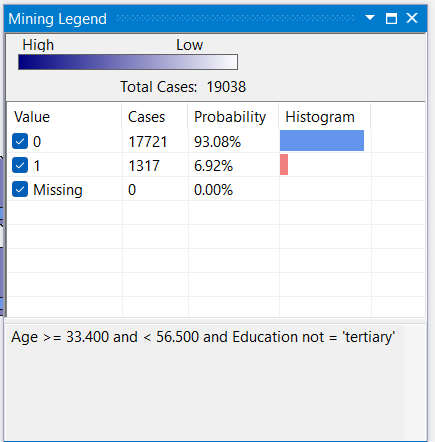 Mining Legend
High Low
Total Cases: 19038
Value Cases Probability Histogram
0 17721 93.08%
1 1317 6.92%
Missing 0 0.00%
Age >= 33.400 and < 56.500 and Education not = 'tertiary'